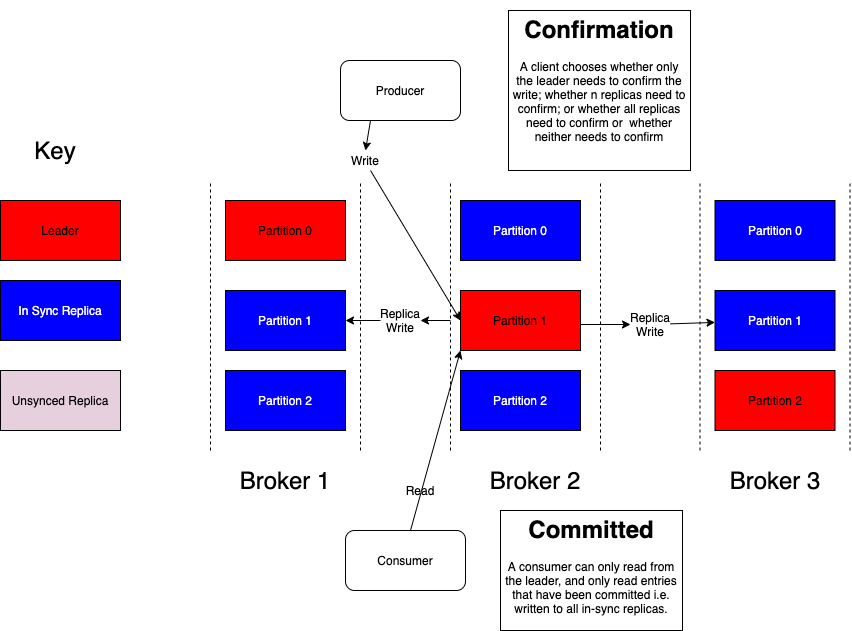 Confirmation
A client chooses whether only
the leader needs to confirm the
write; whether n replicas need to
confirm; or whether all replicas
need to confirm or whether
neither needs to confirm
Producer
Write
Key
Leader
In Sync Replica
Unsynced Replica
Partition 0
Partition 1
Partition 2
Broker 1
Replica
Write
Partition 0
Partition 1
Partition 2
Broker 2
Replica
Write
Partition 0
Partition 1
Partition 2
Broker 3
Read
Consumer
Committed
A consumer can only read from
the leader, and only read entries
that have been committed i.e.
written to all in-sync replicas.